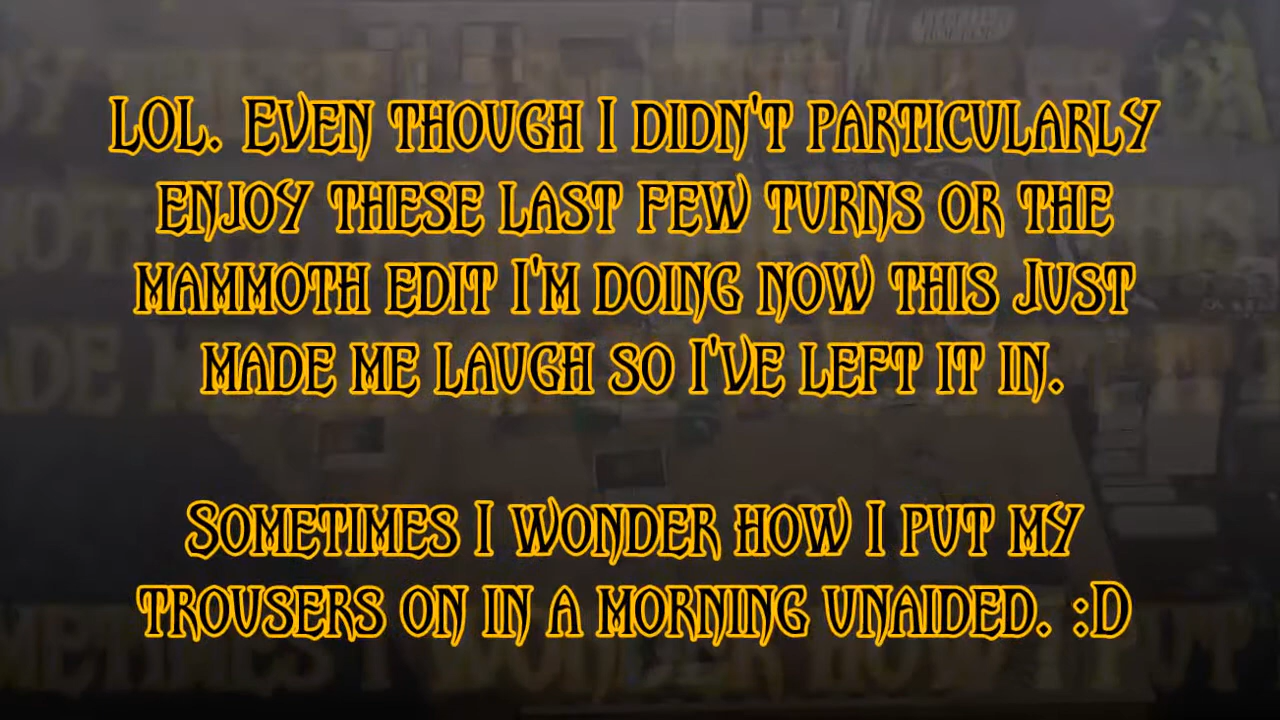 LOL. Even though I didn't particularly
enjoy these last few turns or the
mammoth edit I'm doing now this just
made me laugh so I've left it in.
Sometimes I wonder how I put my
trousers on in a morning unaided. :D